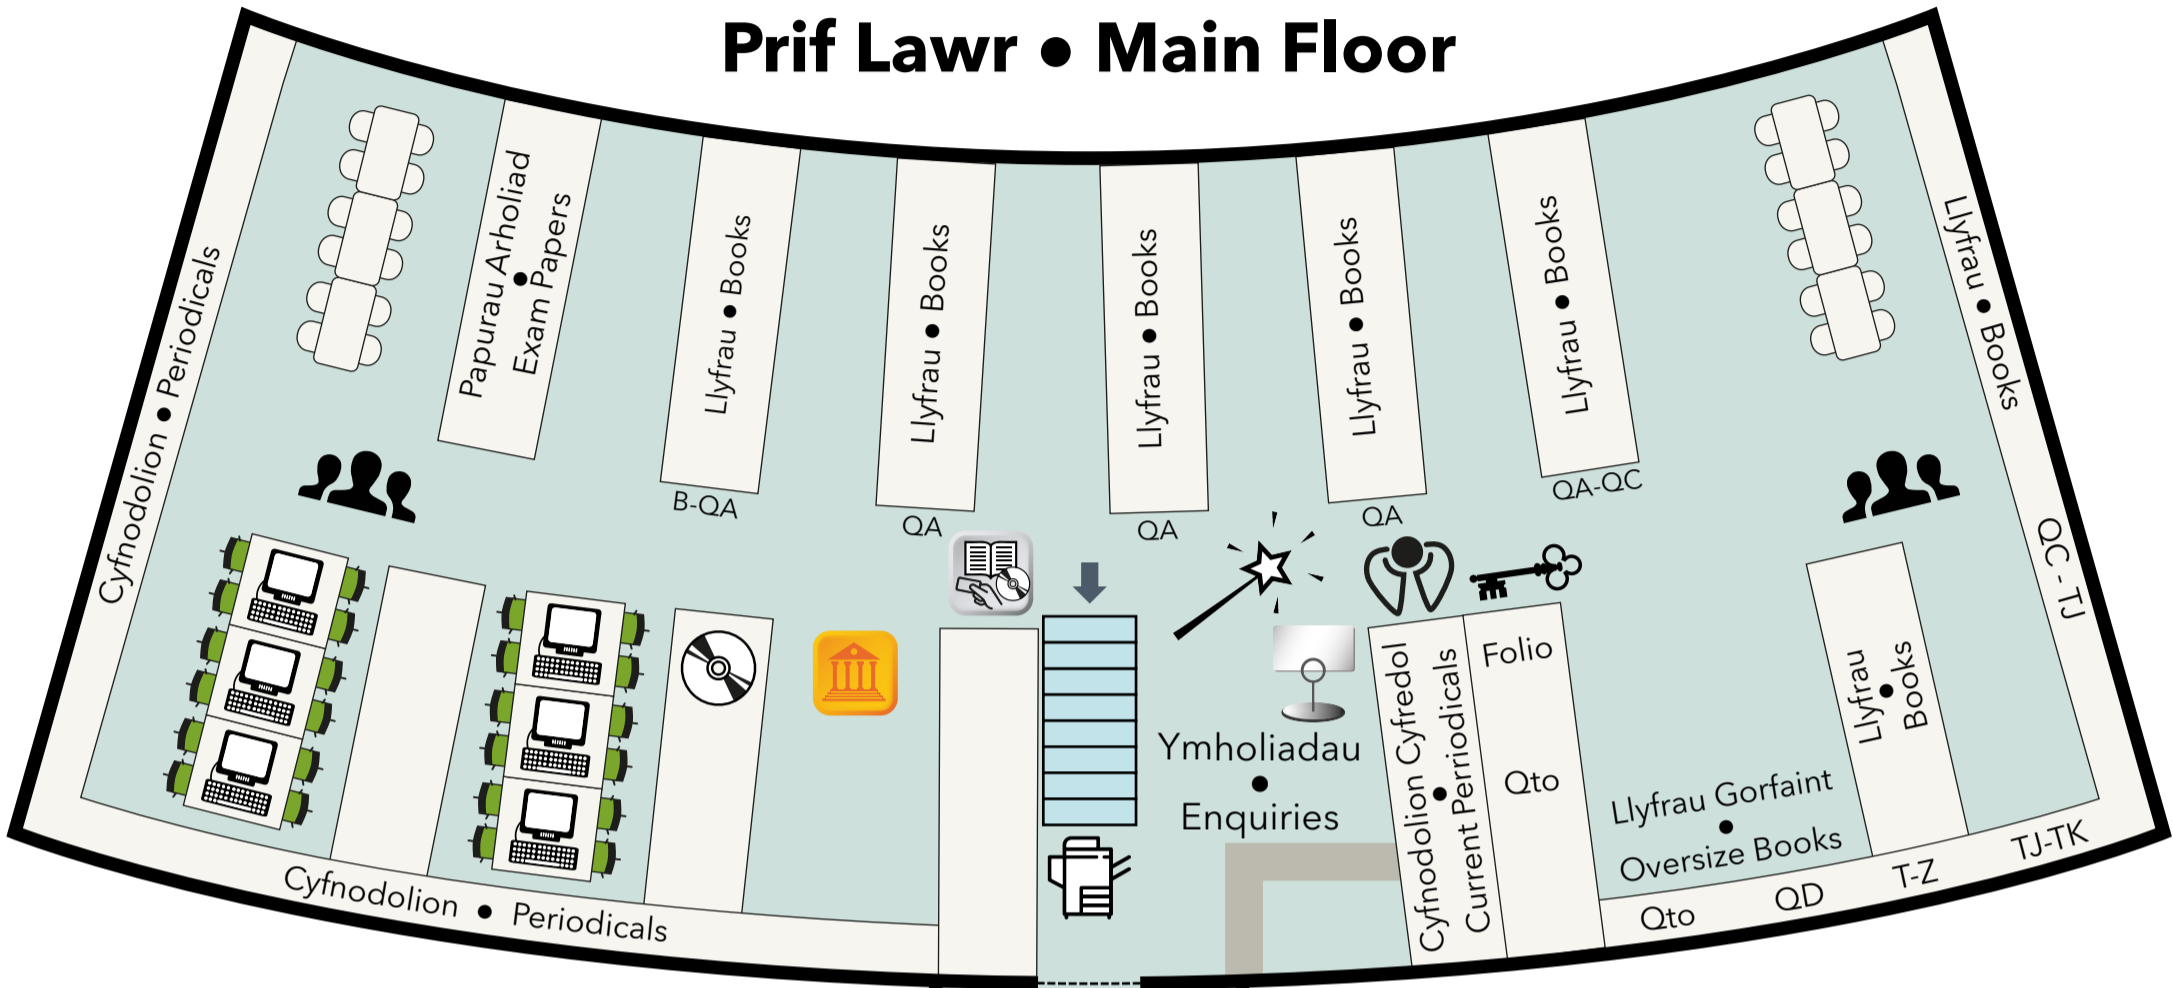 Prif Lawr • Main Floor
Cyfnodolion • Periodicals
Papurau Arholiad
•
Exam Papers
Llyfrau • Books
B-QA
Llyfrau • Books
QA
Llyfrau • Books
QA
Llyfrau • Books
QA
Llyfrau • Books
QA-QC
Llyfrau • Books
QC - TJ
Cyfnodolion • Periodicals
Ymholiadau
•
Enquiries
Cyfnodolion Cyfredol
•
Current Perriodicals
Folio
Qto
Llyfrau Gorfaint
•
Oversize Books
Llyfrau
•
Books
Qto
QD
T-Z
TJ-TK